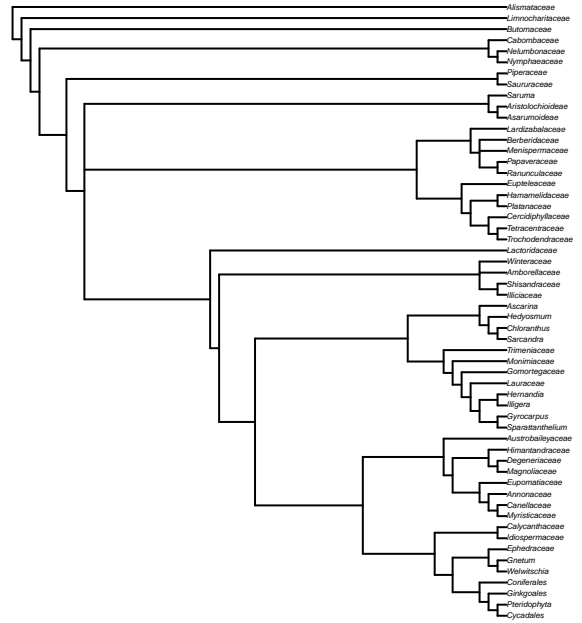 Alismataceae
Limnocharitaceae
Butomaceae
Cabombaceae
Nelumbonaceae
Nymphaeaceae
Piperaceae
Saururaceae
Saruma
Aristolochioideae
Asarumoideae
Lardizabalaceae
Berberidaceae
Menispermaceae
Papaveraceae
Ranunculaceae
Eupteleaceae
Hamamelidaceae
Platanaceae
Cercidiphyllaceae
Tetracentraceae
Trochodendraceae
Lactoridaceae
Winteraceae
Amborellaceae
Shisandraceae
Illiciaceae
Ascarina
Hedyosmum
Chloranthus
Sarcandra
Trimeniaceae
Monimiaceae
Gomortegaceae
Lauraceae
Hernandia
Illigera
Gyrocarpus
Sparattanthelium
Austrobaileyaceae
Himantandraceae
Degeneriaceae
Magnoliaceae
Eupomatiaceae
Annonaceae
Canellaceae
Myristicaceae
Calycanthaceae
Idiospermaceae
Ephedraceae
Gnetum
Welwitschia
Coniferales
Ginkgoales
Pteridophyta
Cycadales